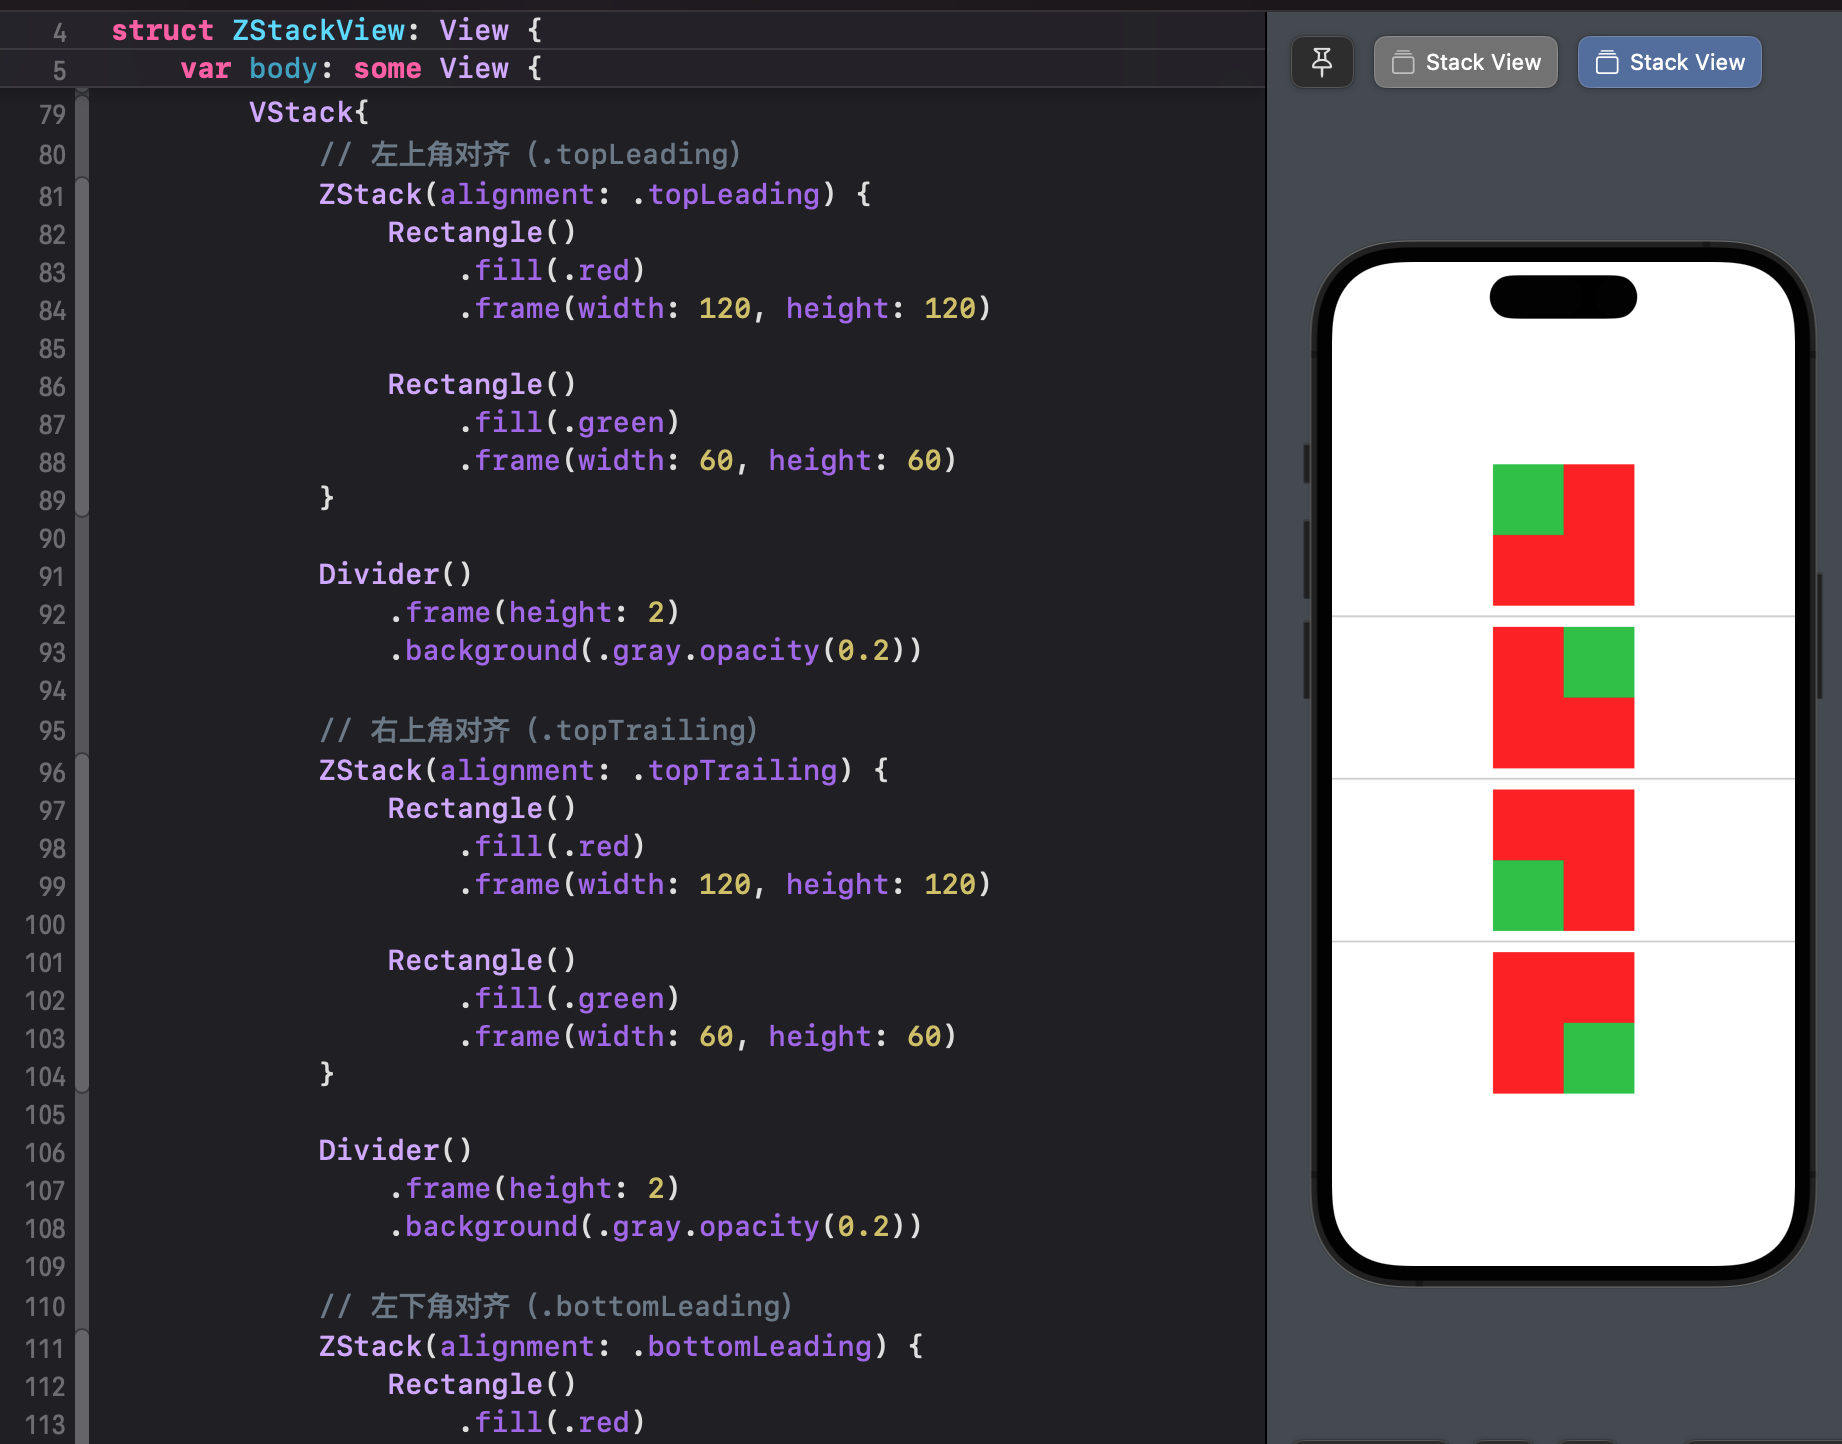 4 struct ZStackView: View {
5 var body: some View {
79 VStack{
80 // 左上角对齐 (.topLeading)
81 ZStack(alignment: .topLeading) {
82 Rectangle()
83 .fill(.red)
84 .frame(width: 120, height: 120)
85
86 Rectangle()
87 .fill(.green)
88 .frame(width: 60, height: 60)
89 }
90
91 Divider()
92 .frame(height: 2)
93 .background(.gray.opacity(0.2))
94
95 // 右上角对齐 (.topTrailing)
96 ZStack(alignment: .topTrailing) {
97 Rectangle()
98 .fill(.red)
99 .frame(width: 120, height: 120)
100
101 Rectangle()
102 .fill(.green)
103 .frame(width: 60, height: 60)
104 }
105
106 Divider()
107 .frame(height: 2)
108 .background(.gray.opacity(0.2))
109
110 // 左下角对齐 (.bottomLeading)
111 ZStack(alignment: .bottomLeading) {
112 Rectangle()
113 .fill(.red)
Stack View
Stack View